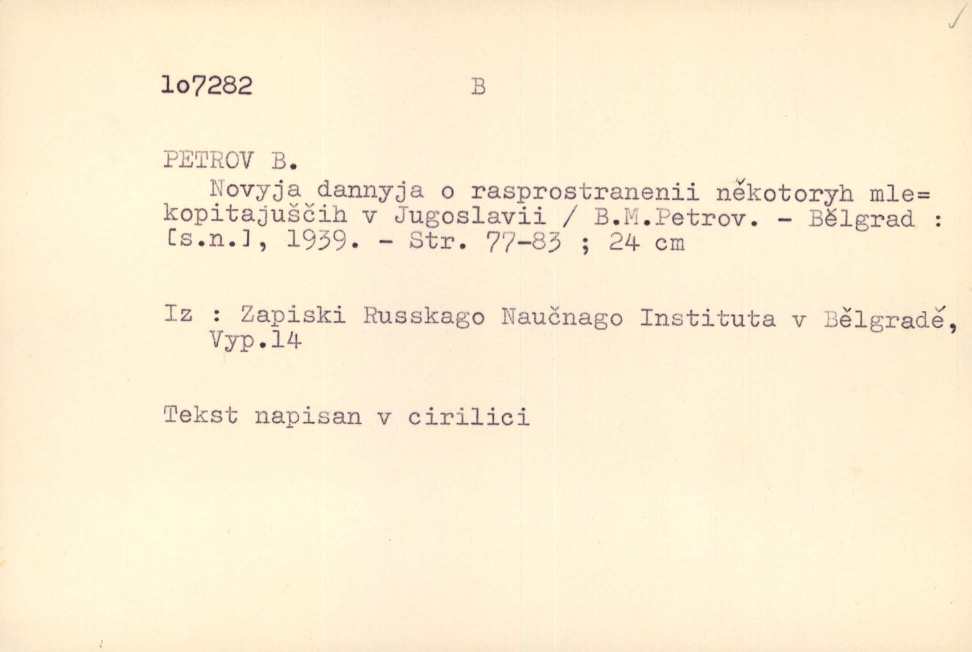 lo7282 B
PETROV B.
Novyja dannyja o rasprostranenii někotoryh mle=
kopitajuščih v Jugoslavii / B.M.Petrov. - Bělgrad :
[s.n.], 1939. - Str. 77-83 ; 24 cm
Iz : Zapiski Russkago Naučnago Instituta v Bělgradě,
Vyp.14
Tekst napisan v cirilici